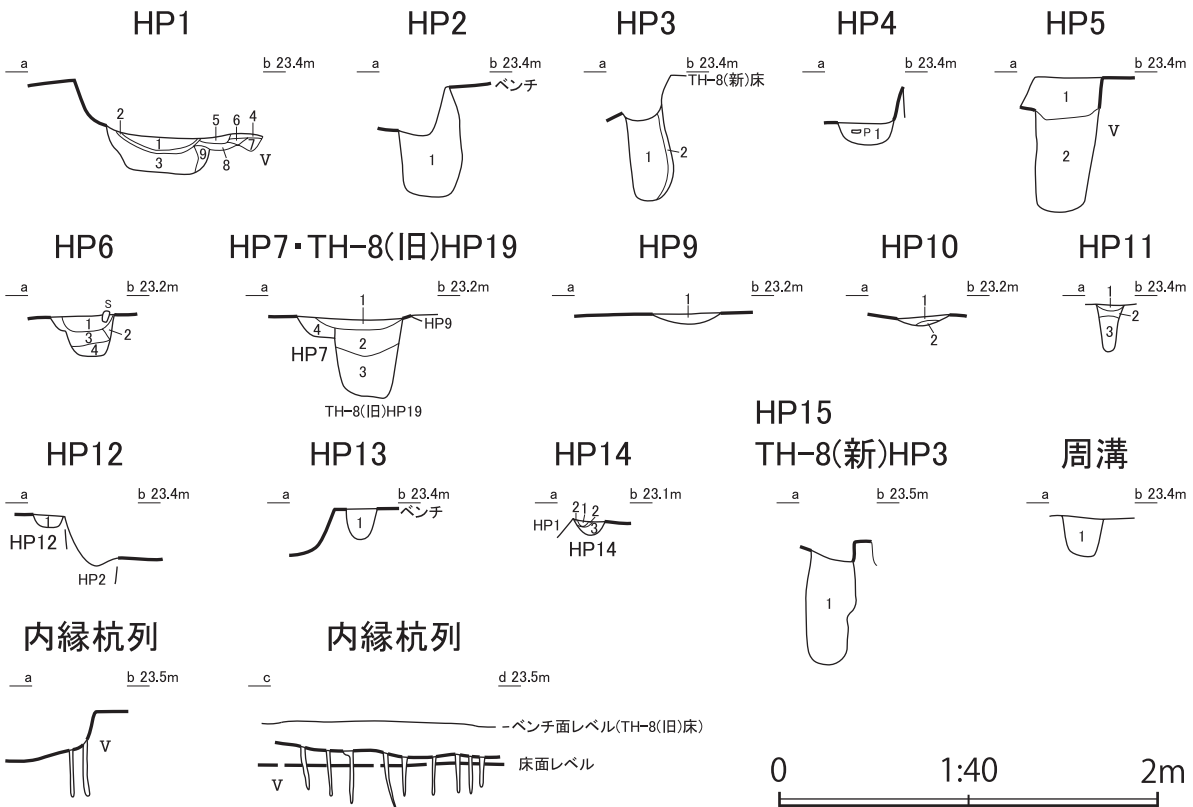 HP1
a
b 23.4m
2
1
3
9
5
6
4
7
8
V
HP2
a
b 23.4m
ベンチ
1
HP3
a
b 23.4m
TH-8(新)床
1
2
HP4
a
b 23.4m
P 1
HP5
a
b 23.4m
1
V
2
HP6
a
b 23.2m
S
1
2
3
4
HP7・TH-8(旧)HP19
a
b 23.2m
1
HP9
4
2
HP7
3
TH-8(旧)HP19
HP9
a
b 23.2m
1
HP10
a
b 23.2m
1
2
HP11
a
b 23.4m
1
2
3
HP12
a
b 23.4m
1
HP12
HP2
HP13
a
b 23.4m
ベンチ
1
HP14
a
b 23.1m
2 1 2
HP1
3
HP14
HP15
TH-8(新)HP3
a
b 23.5m
1
周溝
a
b 23.4m
1
内縁杭列
a
b 23.5m
V
内縁杭列
c
d 23.5m
ベンチ面レベル(TH-8(旧)床)
床面レベル
V
0
1:40
2m